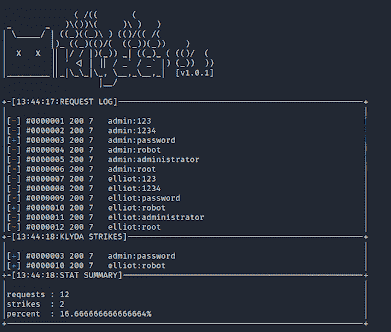 [v1.0.1]
+-[13:44:17:REQUEST LOG]
[-] #0000001 200 7 admin:123
[-] #0000002 200 7 admin:1234
[+] #0000003 200 7 admin:password
[-] #0000004 200 7 admin:robot
[-] #0000005 200 7 admin:administrator
[-] #0000006 200 7 admin:root
[-] #0000007 200 7 elliot:123
[-] #0000008 200 7 elliot:1234
[-] #0000009 200 7 elliot:password
[+] #0000010 200 7 elliot:robot
[-] #0000011 200 7 elliot:administrator
[-] #0000012 200 7 elliot:root
+-[13:44:18:KLYDA STRIKES]
[+] #0000003 200 7 admin:password
[+] #0000010 200 7 elliot:robot
+-[13:44:18:STAT SUMMARY]
requests : 12
strikes : 2
percent : 16.666666666666664%